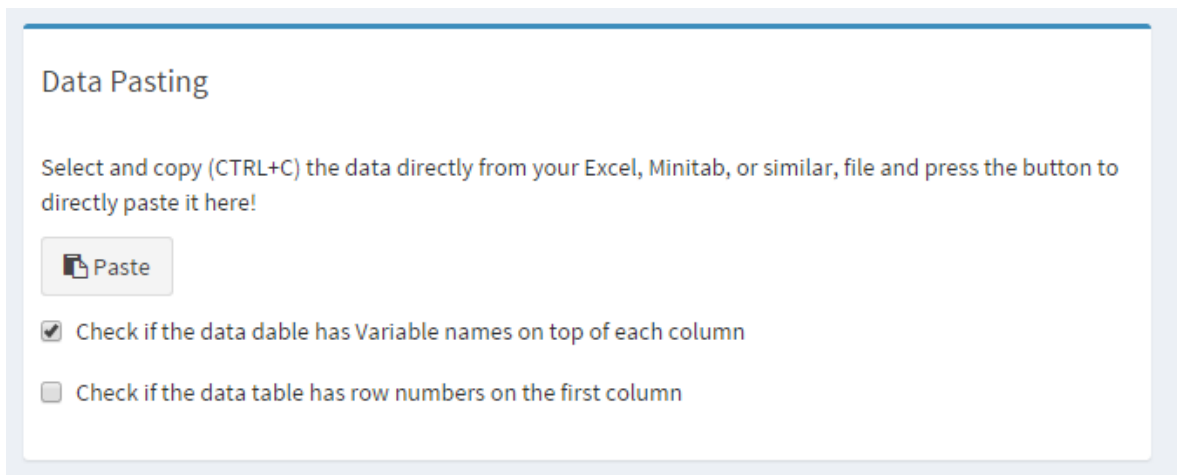 Data Pasting
Select and copy (CTRL+C) the data directly from your Excel, Minitab, or similar, file and press the button to
directly paste it here!
Paste
Check if the data dable has Variable names on top of each column
Check if the data table has row numbers on the first column